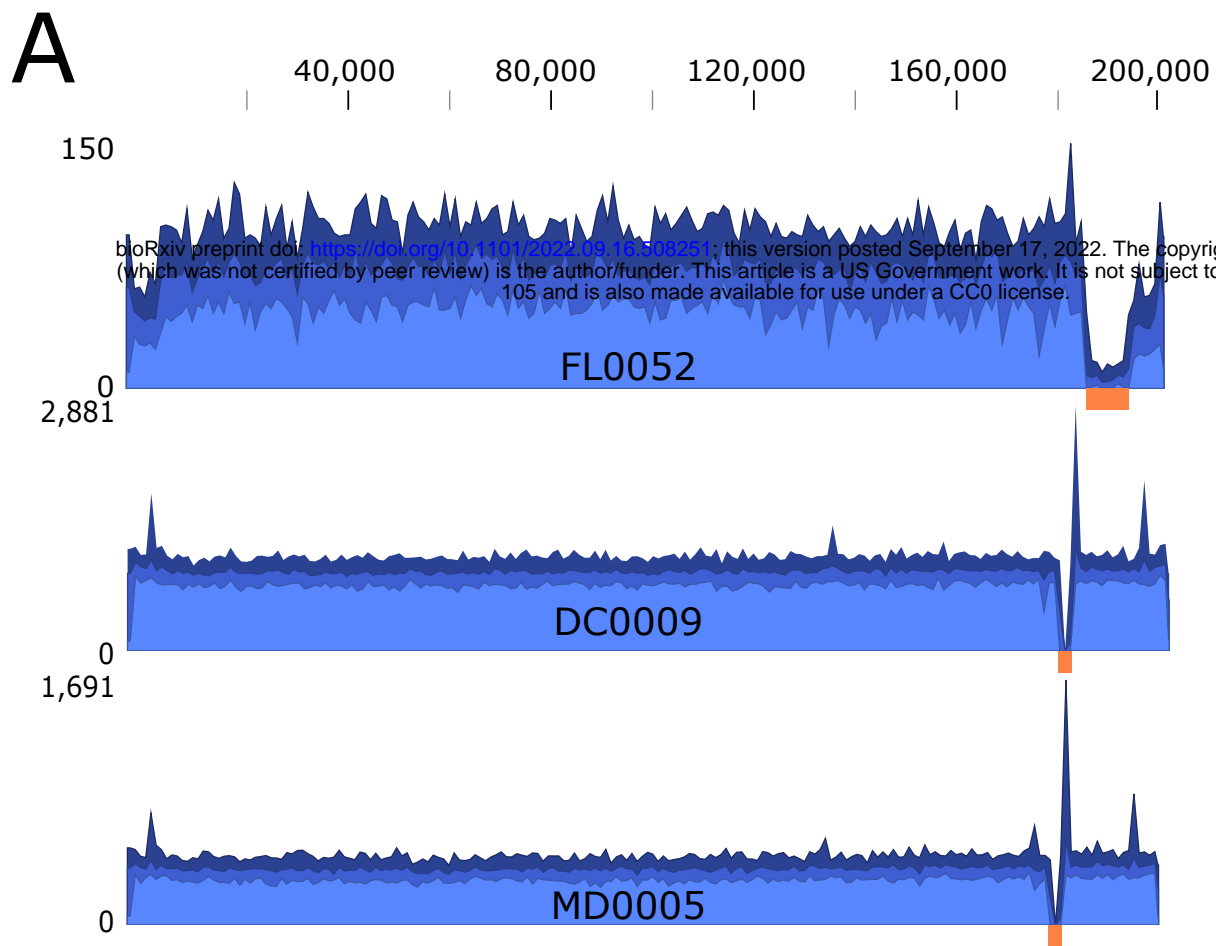 A
40,000 80,000 120,000 160,000 200,000
150
bioRxiv preprint doi: https://doi.org/10.1101/2022.09.16.508251; this version posted September 17, 2022. The copyrig
(which was not certified by peer review) is the author/funder. This article is a US Government work. It is not subject to
105 and is also made available for use under a CC0 license.
FL0052
0
2,881
DC0009
0
1,691
MD0005
0